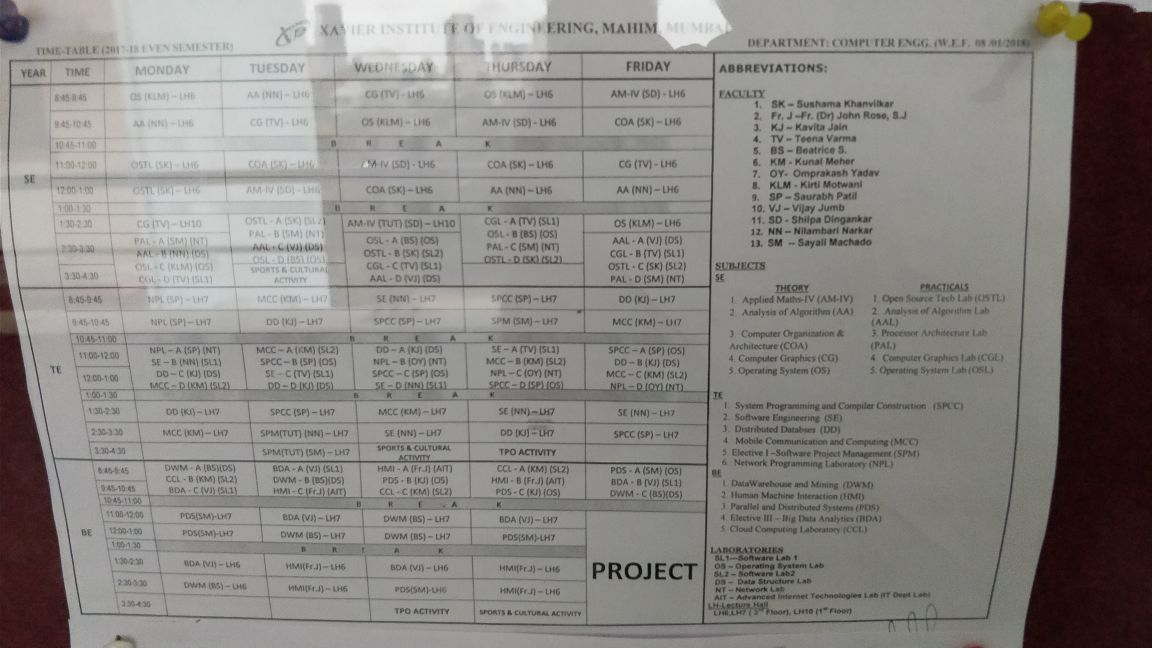 XAVIER INSTITUTE OF ENGINEERING, MAHIM, MUMBAI
TIME-TABLE (2017-18 EVEN SEMESTER)
DEPARTMENT: COMPUTER ENGG. (W.E.F. 08/01/2018)
YEAR TIME MONDAY TUESDAY WEDNESDAY THURSDAY FRIDAY
SE
8:45-9:45 OS (KLM) – LH6 AA (NN) – LH6 CG (TV) - LH6 OS (KLM) – LH6 AM-IV (SD) - LH6
9:45-10:45 AA (NN) – LH6 CG (TV) - LH6 OS (KLM) – LH6 AM-IV (SD) - LH6 COA (SK) – LH6
10:45-11:00 B R E A K
11:00-12:00 OSTL (SK) – LH6 COA (SK) – LH6 AM-IV (SD) - LH6 COA (SK) – LH6 CG (TV) - LH6
12:00-1:00 OSTL (SK) – LH6 AM-IV (SD) - LH6 COA (SK) – LH6 AA (NN) – LH6 AA (NN) – LH6
1:00-1:30 B R E A K
1:30-2:30 CG (TV) – LH10 OSTL - A (SK) (SL2) AM-IV (TUT) (SD) – LH10 CGL - A (TV) (SL1) OS (KLM) – LH6
PAL - B (SM) (NT) OSL - B (BS) (OS)
2:30-3:30 PAL - A (SM) (NT) AAL - C (VJ) (DS) OSL - A (BS) (OS) PAL - C (SM) (NT) AAL - A (VJ) (DS)
AAL - B (NN) (DS) OSL - D (BS) (OS) OSTL - B (SK) (SL2) OSTL - D (SK) (SL2) CGL - B (TV) (SL1)
3:30-4:30 OSL - C (KLM) (OS) SPORTS & CULTURAL CGL - C (TV) (SL1) OSTL - C (SK) (SL2)
CGL - D (TV) (SL1) ACTIVITY AAL - D (VJ) (DS) PAL - D (SM) (NT)
TE
8:45-9:45 NPL (SP) – LH7 MCC (KM) – LH7 SE (NN) – LH7 SPCC (SP) – LH7 DD (KJ) – LH7
9:45-10:45 NPL (SP) – LH7 DD (KJ) – LH7 SPCC (SP) – LH7 SPM (SM) – LH7 MCC (KM) – LH7
10:45-11:00 B R E A K
11:00-12:00 NPL – A (SP) (NT) MCC – A (KM) (SL2) DD – A (KJ) (DS) SE – A (TV) (SL1) SPCC – A (SP) (OS)
SE – B (NN) (SL1) SPCC – B (SP) (OS) NPL – B (OY) (NT) MCC – B (KM) (SL2) DD – B (KJ) (DS)
12:00-1:00 DD – C (KJ) (DS) SE – C (TV) (SL1) SPCC – C (SP) (OS) NPL – C (OY) (NT) MCC – C (KM) (SL2)
MCC – D (KM) (SL2) DD – D (KJ) (DS) SE – D (NN) (SL1) SPCC – D (SP) (OS) NPL – D (OY) (NT)
1:00-1:30 B R E A K
1:30-2:30 DD (KJ) – LH7 SPCC (SP) – LH7 MCC (KM) – LH7 SE (NN) – LH7 SE (NN) – LH7
2:30-3:30 MCC (KM) – LH7 SPM(TUT) (NN) – LH7 SE (NN) – LH7 DD (KJ) – LH7 SPCC (SP) – LH7
3:30-4:30 SPM(TUT) (SM) – LH7 SPORTS & CULTURAL ACTIVITY TPO ACTIVITY
BE
8:45-9:45 DWM - A (BS)(DS) BDA - A (VJ) (SL1) HMI - A (Fr.J) (AIT) CCL - A (KM) (SL2) PDS - A (SM) (OS)
CCL - B (KM) (SL2) DWM - B (BS)(DS) PDS - B (KJ) (OS) HMI - B (Fr.J) (AIT) BDA - B (VJ) (SL1)
9:45-10:45 BDA - C (VJ) (SL1) HMI - C (Fr.J) (AIT) CCL - C (KM) (SL2) PDS - C (KJ) (OS) DWM - C (BS)(DS)
10:45-11:00 B R E A K
11:00-12:00 PDS(SM)-LH7 BDA (VJ) – LH7 DWM (BS) – LH7 BDA (VJ) – LH7
12:00-1:00 PDS(SM)-LH7 DWM (BS) – LH7 DWM (BS) – LH7 PDS(SM)-LH7
1:00-1:30 B R E A K
1:30-2:30 BDA (VJ) – LH6 HMI(Fr.J) – LH6 BDA (VJ) – LH6 HMI(Fr.J) – LH6
PROJECT
2:30-3:30 DWM (BS) – LH6 HMI(Fr.J) – LH6 PDS(SM)-LH6 HMI(Fr.J) – LH6
3:30-4:30 TPO ACTIVITY SPORTS & CULTURAL ACTIVITY
ABBREVIATIONS:
FACULTY
1. SK – Sushama Khanvilkar
2. Fr. J –Fr. (Dr) John Rose, S.J
3. KJ – Kavita Jain
4. TV – Teena Varma
5. BS – Beatrice S.
6. KM - Kunal Meher
7. OY- Omprakash Yadav
8. KLM - Kirti Motwani
9. SP – Saurabh Patil
10. VJ – Vijay Jumb
11. SD - Shilpa Dingankar
12. NN – Nilambari Narkar
13. SM -- Sayali Machado
SUBJECTS
SE
THEORY PRACTICALS
1. Applied Maths-IV (AM-IV) 1. Open Source Tech Lab (OSTL)
2. Analysis of Algorithm (AA) 2. Analysis of Algorithm Lab
(AAL)
3. Computer Organization & 3. Processor Architecture Lab
Architecture (COA) (PAL)
4. Computer Graphics (CG) 4. Computer Graphics Lab (CGL)
5. Operating System (OS) 5. Operating System Lab (OSL)
TE
1. System Programming and Compiler Construction (SPCC)
2. Software Engineering (SE)
3. Distributed Databses (DD)
4. Mobile Communication and Computing (MCC)
5. Elective I –Software Project Management (SPM)
6. Network Programming Laboratory (NPL)
BE
1. DataWarehouse and Mining (DWM)
2. Human Machine Interaction (HMI)
3. Parallel and Distributed Systems (PDS)
4. Elective III – Big Data Analytics (BDA)
5. Cloud Computing Laboratory (CCL)
LABORATORIES
SL1—Software Lab 1
OS – Operating System Lab
SL2 – Software Lab2
DS – Data Structure Lab
NT – Network Lab
AIT – Advanced Internet Technologies Lab (IT Dept Lab)
LH-Lecture Hall
LH6,LH7 ( Floor), LH10 (1st Floor)